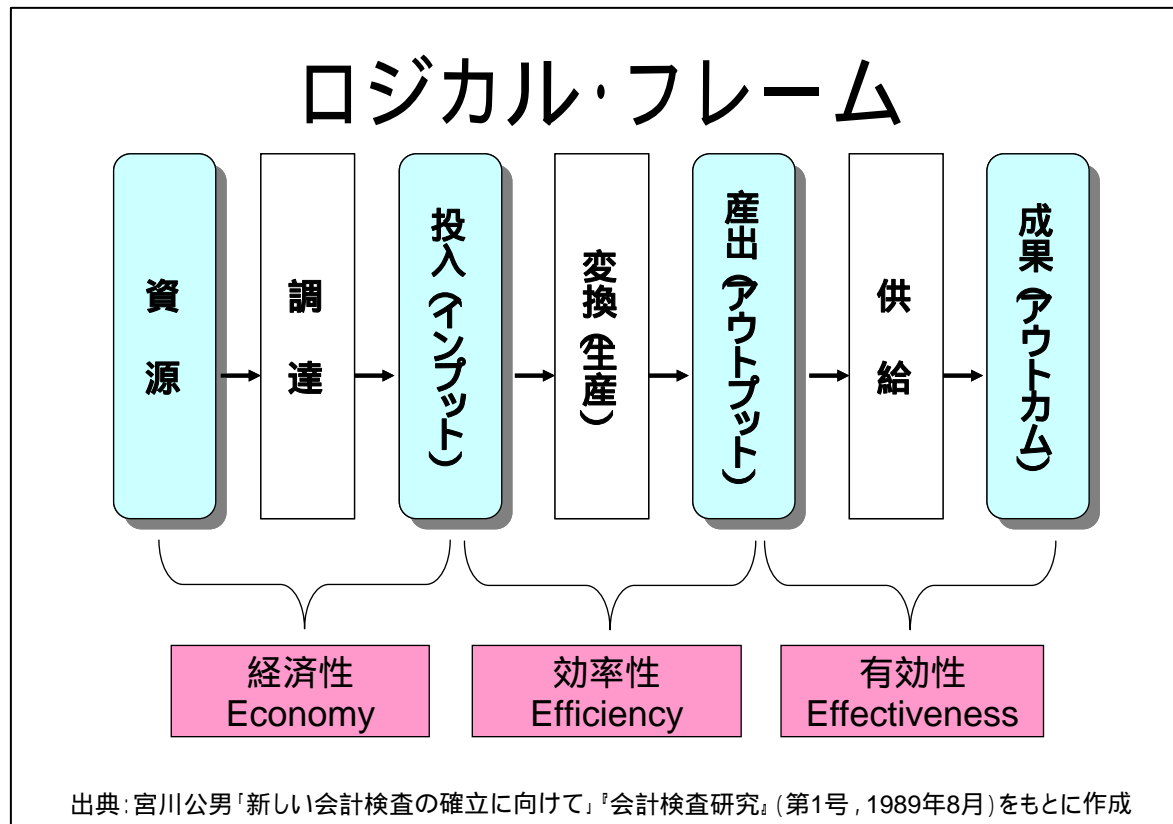 ロジカル・フレーム
資源
調達
投入(インプット)
変換(生産)
産出(アウトプット)
供給
成果(アウトカム)
経済性
Economy
効率性
Efficiency
有効性
Effectiveness
出典:宮川公男「新しい会計検査の確立に向けて」『会計検査研究』(第1号,1989年8月)をもとに作成